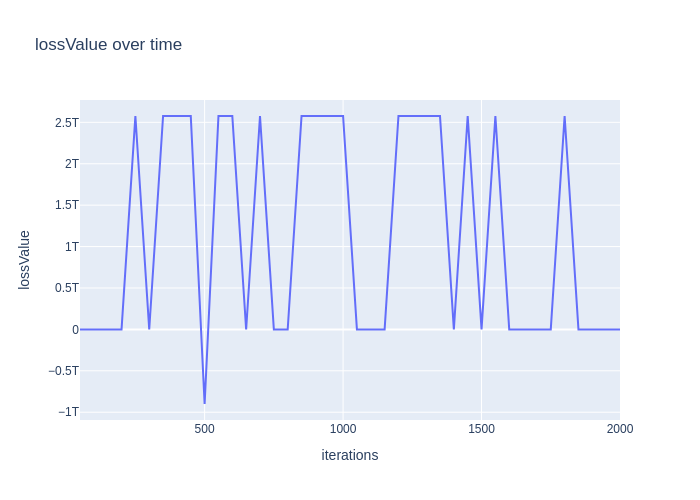 lossValue over time
2.5T
2T
1.5T
1T
0.5T
0
−0.5T
−1T
lossValue
500 1000 1500 2000
iterations